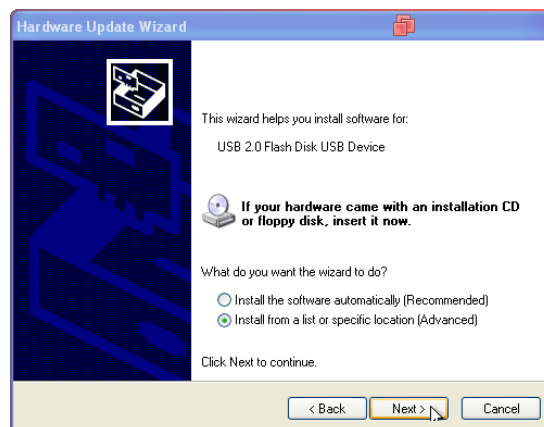 Hardware Update Wizard
This wizard helps you install software for:
USB 2.0 Flash Disk USB Device
If your hardware came with an installation CD
or floppy disk, insert it now.
What do you want the wizard to do?
Install the software automatically (Recommended)
Install from a list or specific location (Advanced)
Click Next to continue.
< Back Next > Cancel